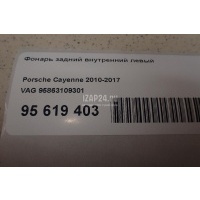 Фонарь задний внутренний левый
Porsche Cayenne 2010-2017
VAG 95863109301
IZAP24.ru
95 619 403